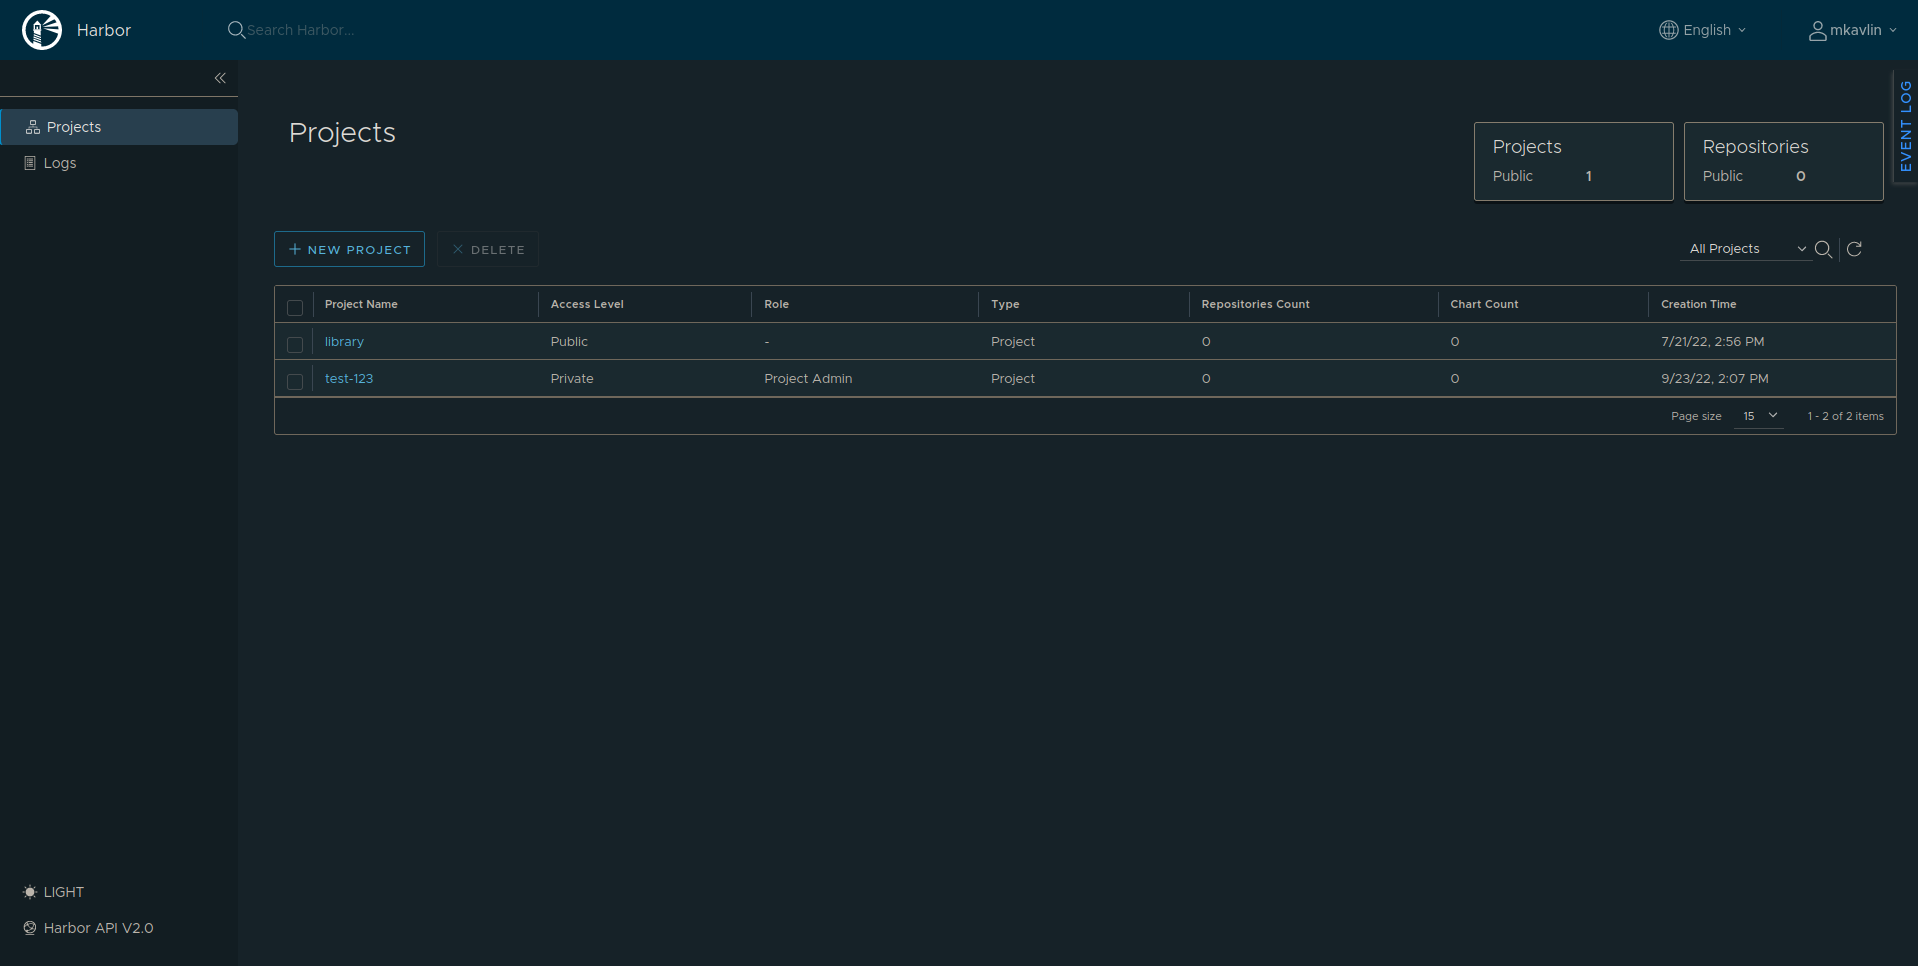 Harbor
Search Harbor...
English
mkavlin
EVENT LOG
Projects
Logs
Projects
Projects
Public 1
Repositories
Public 0
NEW PROJECT
DELETE
All Projects
Project Name Access Level Role Type Repositories Count Chart Count Creation Time
library Public - Project 0 0 7/21/22, 2:56 PM
test-123 Private Project Admin Project 0 0 9/23/22, 2:07 PM
Page size 15 1 - 2 of 2 items
LIGHT
Harbor API V2.0